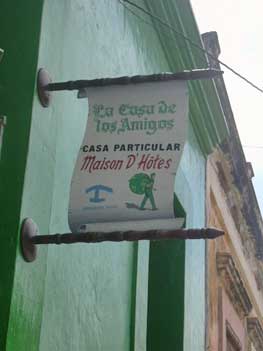 La Casa de
los Amigos
CASA PARTICULAR
Maison D'Hôtes